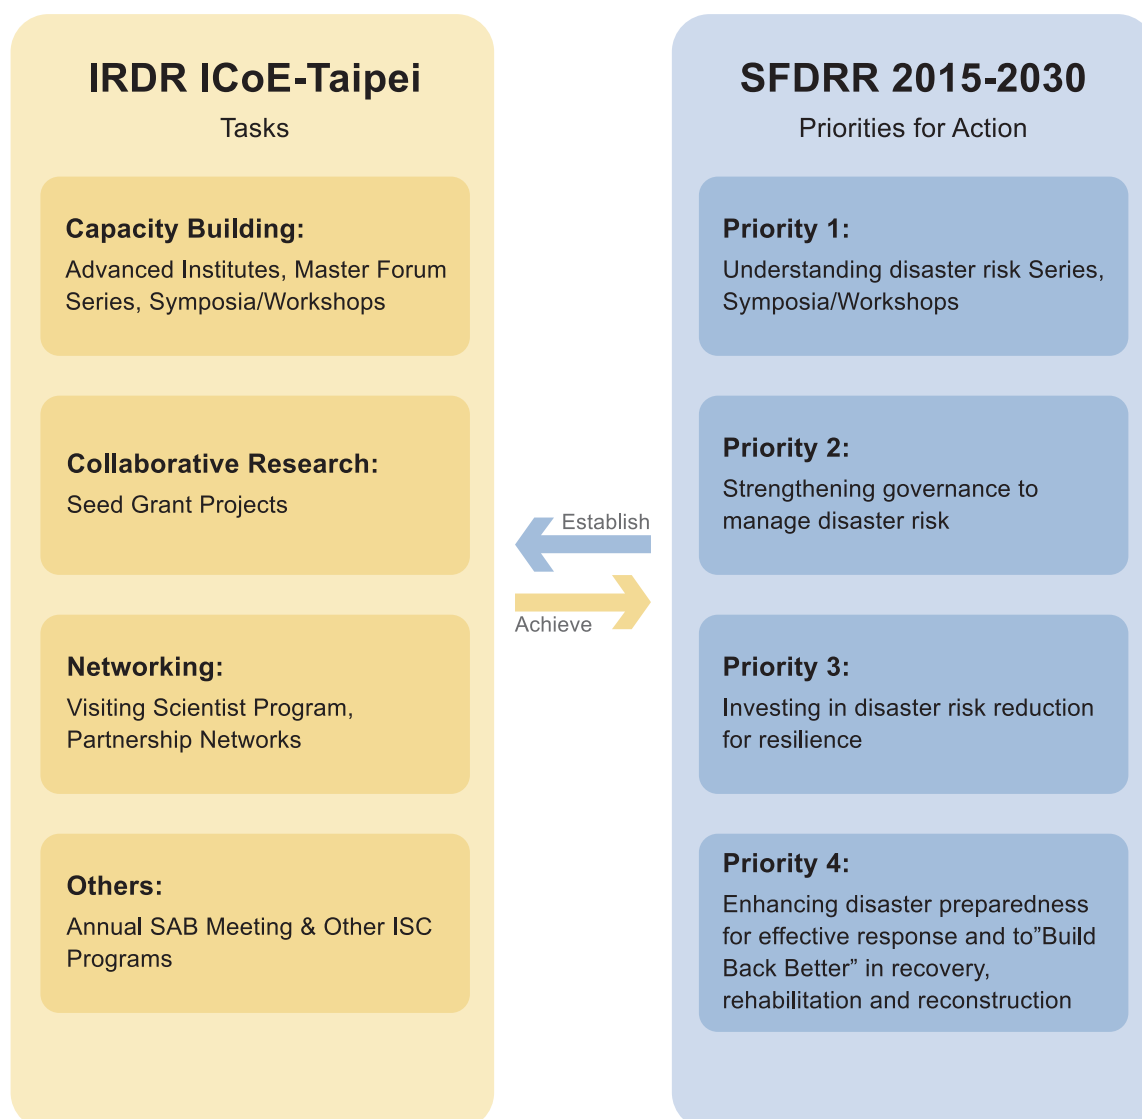 IRDR ICoE-Taipei
Tasks
Capacity Building:
Advanced Institutes, Master Forum
Series, Symposia/Workshops
Collaborative Research:
Seed Grant Projects
Networking:
Visiting Scientist Program,
Partnership Networks
Others:
Annual SAB Meeting & Other ISC
Programs
Establish
Achieve
SFDRR 2015-2030
Priorities for Action
Priority 1:
Understanding disaster risk Series,
Symposia/Workshops
Priority 2:
Strengthening governance to
manage disaster risk
Priority 3:
Investing in disaster risk reduction
for resilience
Priority 4:
Enhancing disaster preparedness
for effective response and to”Build
Back Better” in recovery,
rehabilitation and reconstruction